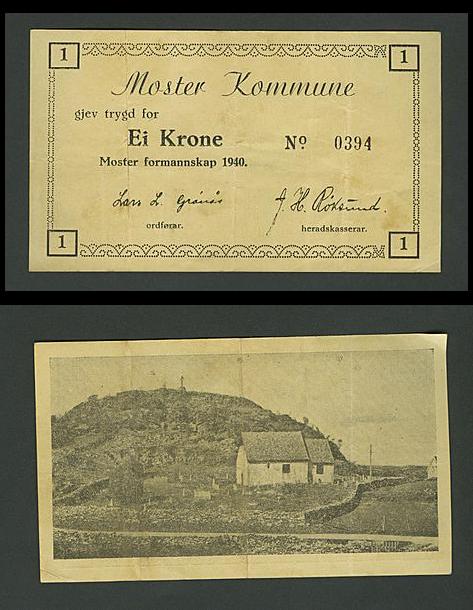 1 1
Moster Kommune
gjev trygd for
Ei Krone
Nº 0394
Moster formannskap 1940.
Lars L. Grånås
J. H. Røksund.
ordførar.
heradskasserar.
1 1